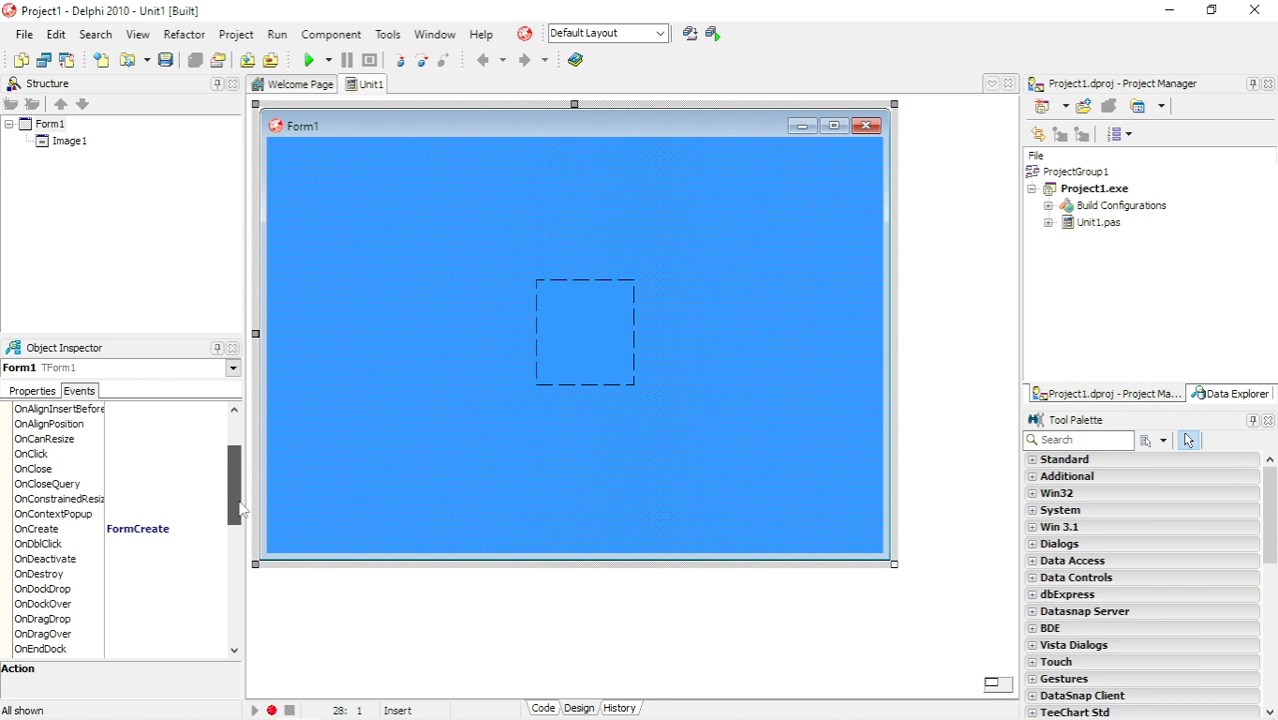 Project1 - Delphi 2010 - Unit1 [Built]
File Edit Search View Refactor Project Run Component Tools Window Help Default Layout
Structure
Welcome Page Unit1
Project1.dproj - Project Manager
Form1
Image1
Form1
File
ProjectGroup1
Project1.exe
Build Configurations
Unit1.pas
Object Inspector
Form1 TForm1
Properties Events
OnAlignInsertBefore
OnAlignPosition
OnCanResize
OnClick
OnClose
OnCloseQuery
OnConstrainedResiz
OnContextPopup
OnCreate FormCreate
OnDblClick
OnDeactivate
OnDestroy
OnDockDrop
OnDockOver
OnDragDrop
OnDragOver
OnEndDock
Action
All shown
28: 1 Insert
Code Design History
Project1.dproj - Project Ma... Data Explorer
Tool Palette
Search
Standard
Additional
Win32
System
Win 3.1
Dialogs
Data Access
Data Controls
dbExpress
Datasnap Server
BDE
Vista Dialogs
Touch
Gestures
DataSnap Client
TeeChart Std